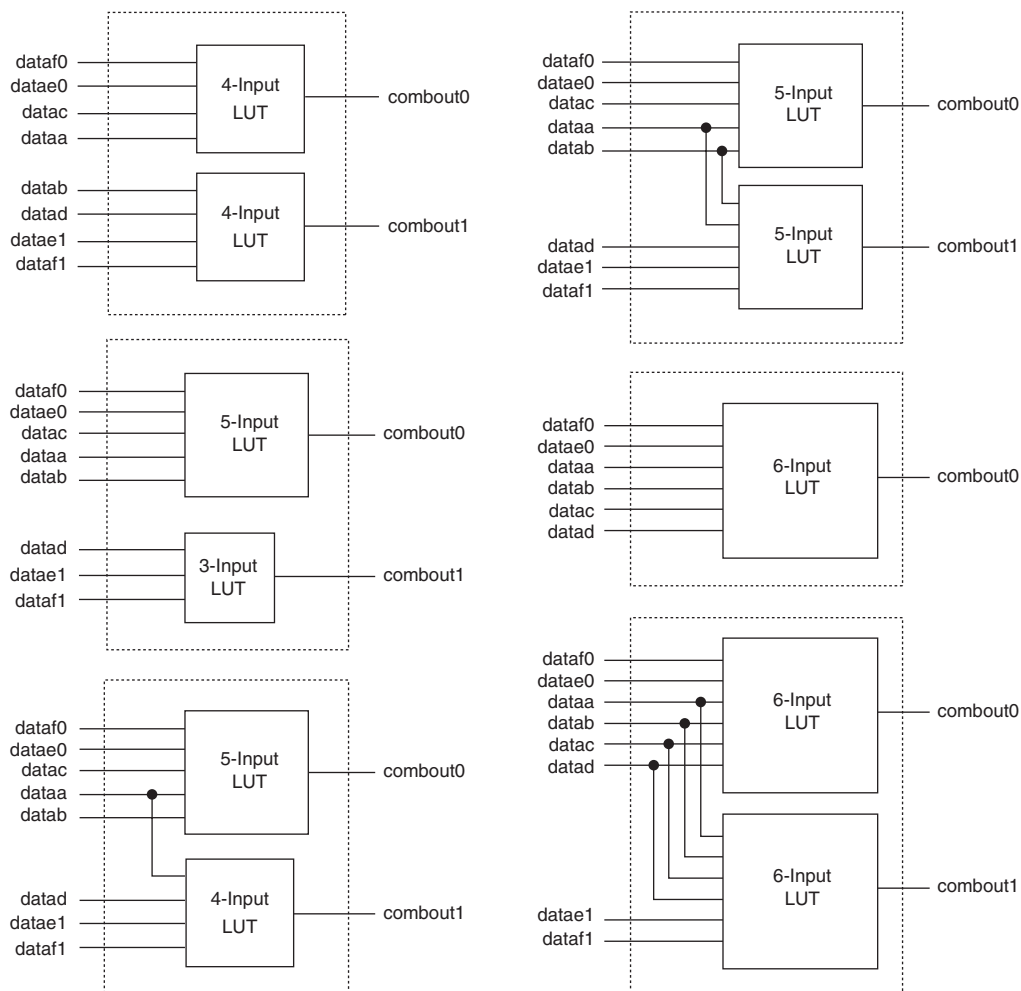 dataf0
datae0
datac
dataa
4-Input
LUT
combout0
datab
datad
datae1
dataf1
4-Input
LUT
combout1
dataf0
datae0
datac
dataa
datab
5-Input
LUT
combout0
datad
datae1
dataf1
3-Input
LUT
combout1
dataf0
datae0
datac
dataa
datab
5-Input
LUT
combout0
datad
datae1
dataf1
4-Input
LUT
combout1
dataf0
datae0
datac
dataa
datab
5-Input
LUT
combout0
datad
datae1
dataf1
5-Input
LUT
combout1
dataf0
datae0
dataa
datab
datac
datad
6-Input
LUT
combout0
dataf0
datae0
dataa
datab
datac
datad
6-Input
LUT
combout0
datae1
dataf1
6-Input
LUT
combout1